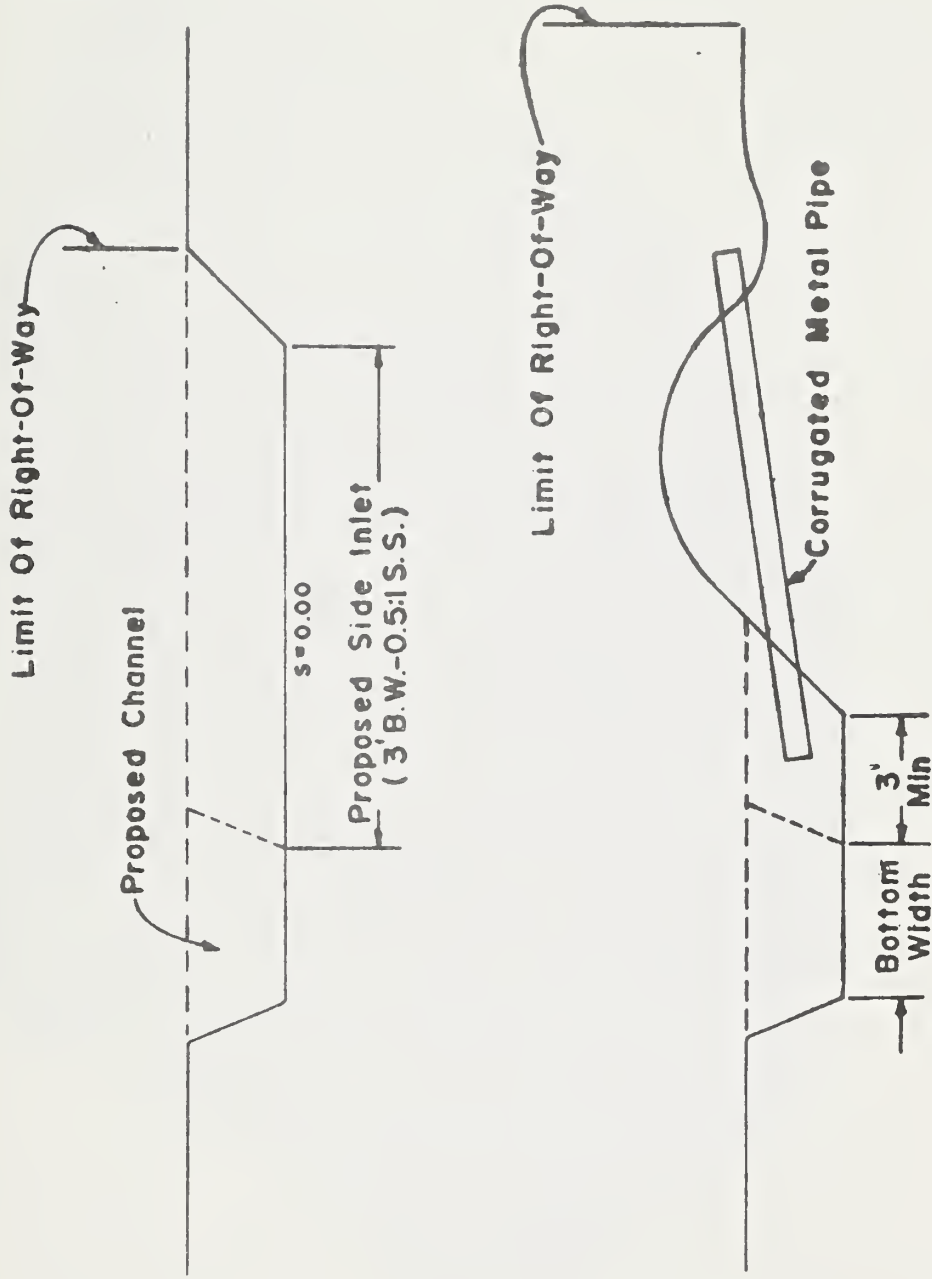 Limit Of Right-Of-Way
Proposed Channel
s=0.00
Proposed Side Inlet
(3' B.W.-0.5:1 S.S.)
Limit Of Right-Of-Way
Corrugated Metal Pipe
Bottom
Width
3'
Min